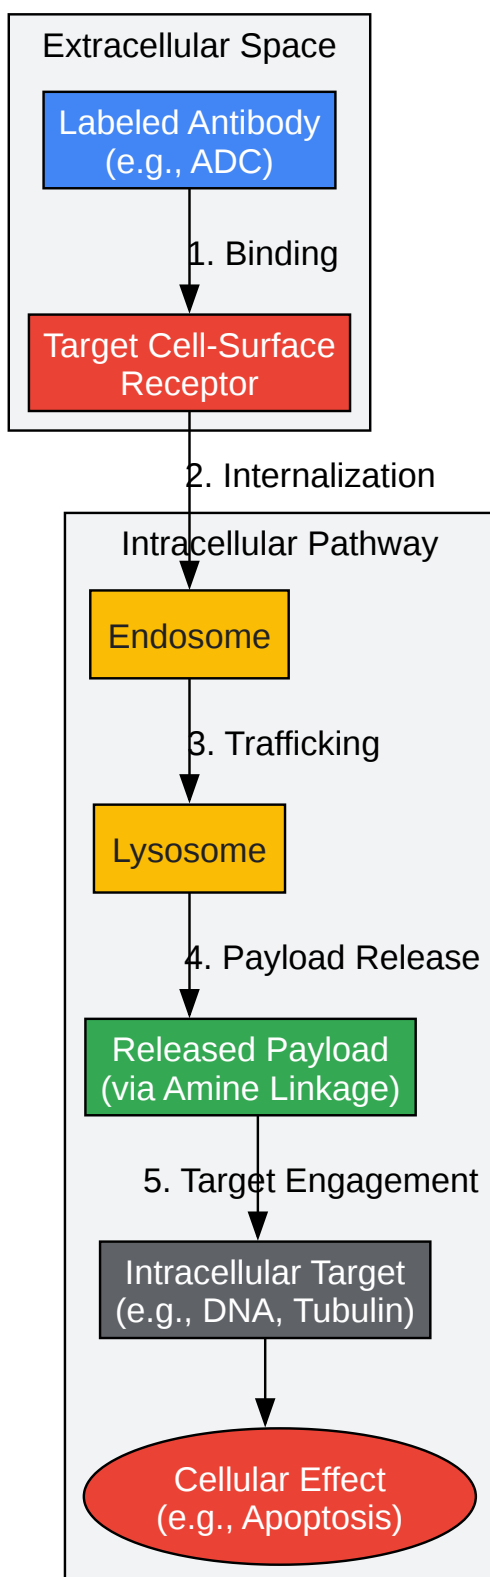 Extracellular Space
Labeled Antibody
(e.g., ADC)
1. Binding
Target Cell-Surface
Receptor
2. Internalization
Intracellular Pathway
Endosome
3. Trafficking
Lysosome
4. Payload Release
Released Payload
(via Amine Linkage)
5. Target Engagement
Intracellular Target
(e.g., DNA, Tubulin)
Cellular Effect
(e.g., Apoptosis)